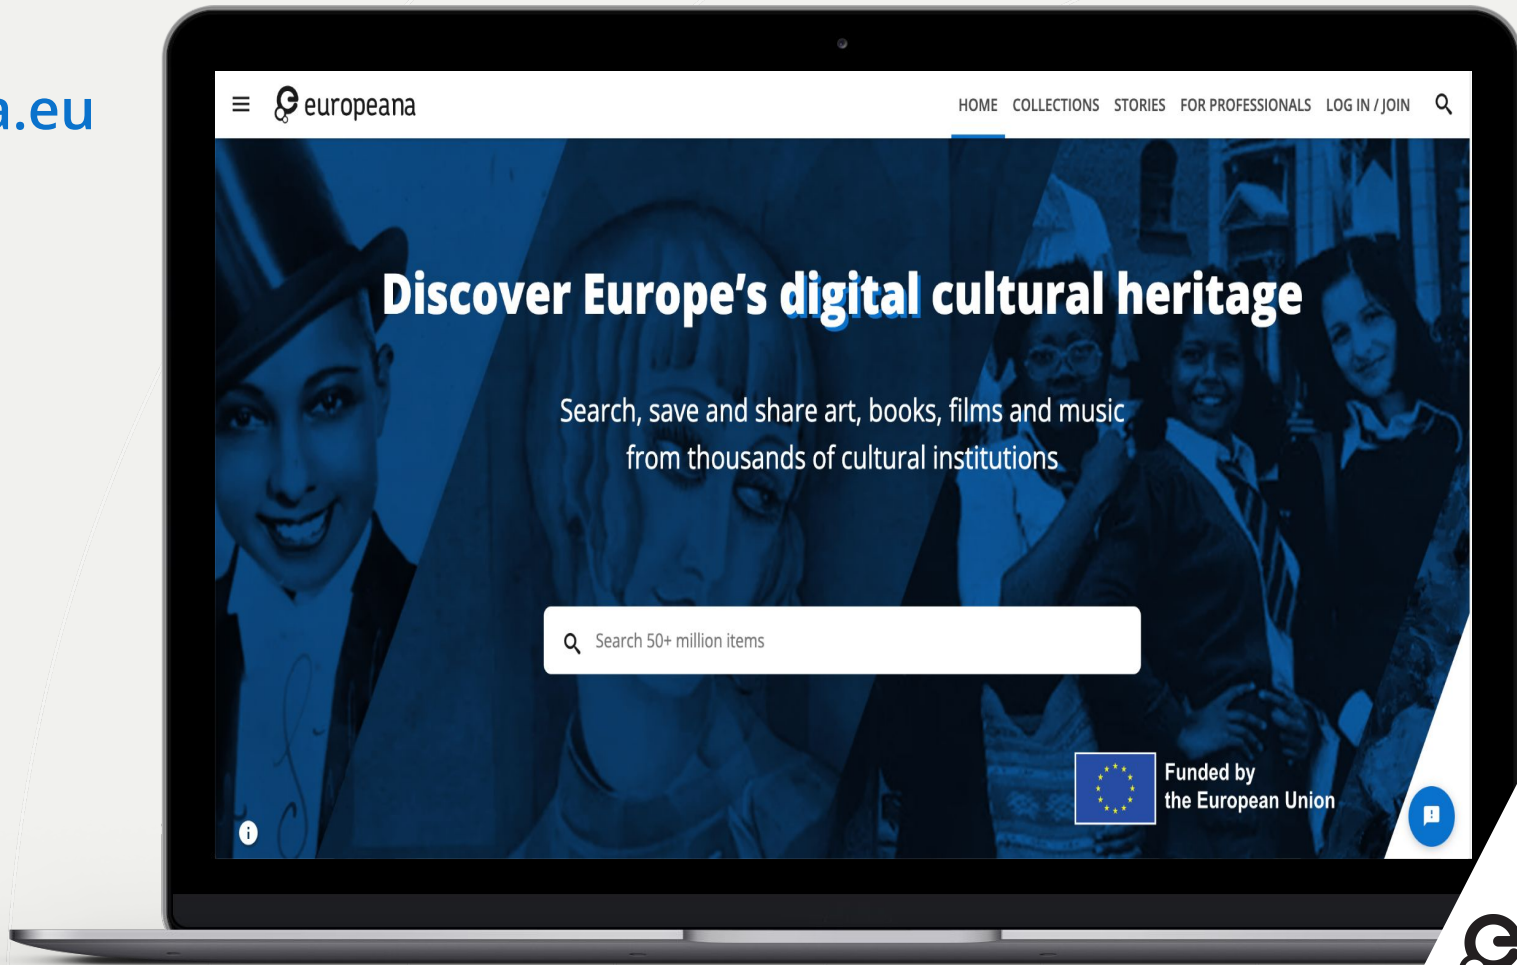 a.eu
europeana
HOME COLLECTIONS STORIES FOR PROFESSIONALS LOG IN / JOIN
Discover Europe's digital cultural heritage
Search, save and share art, books, films and music
from thousands of cultural institutions
Search 50+ million items
Funded by
the European Union